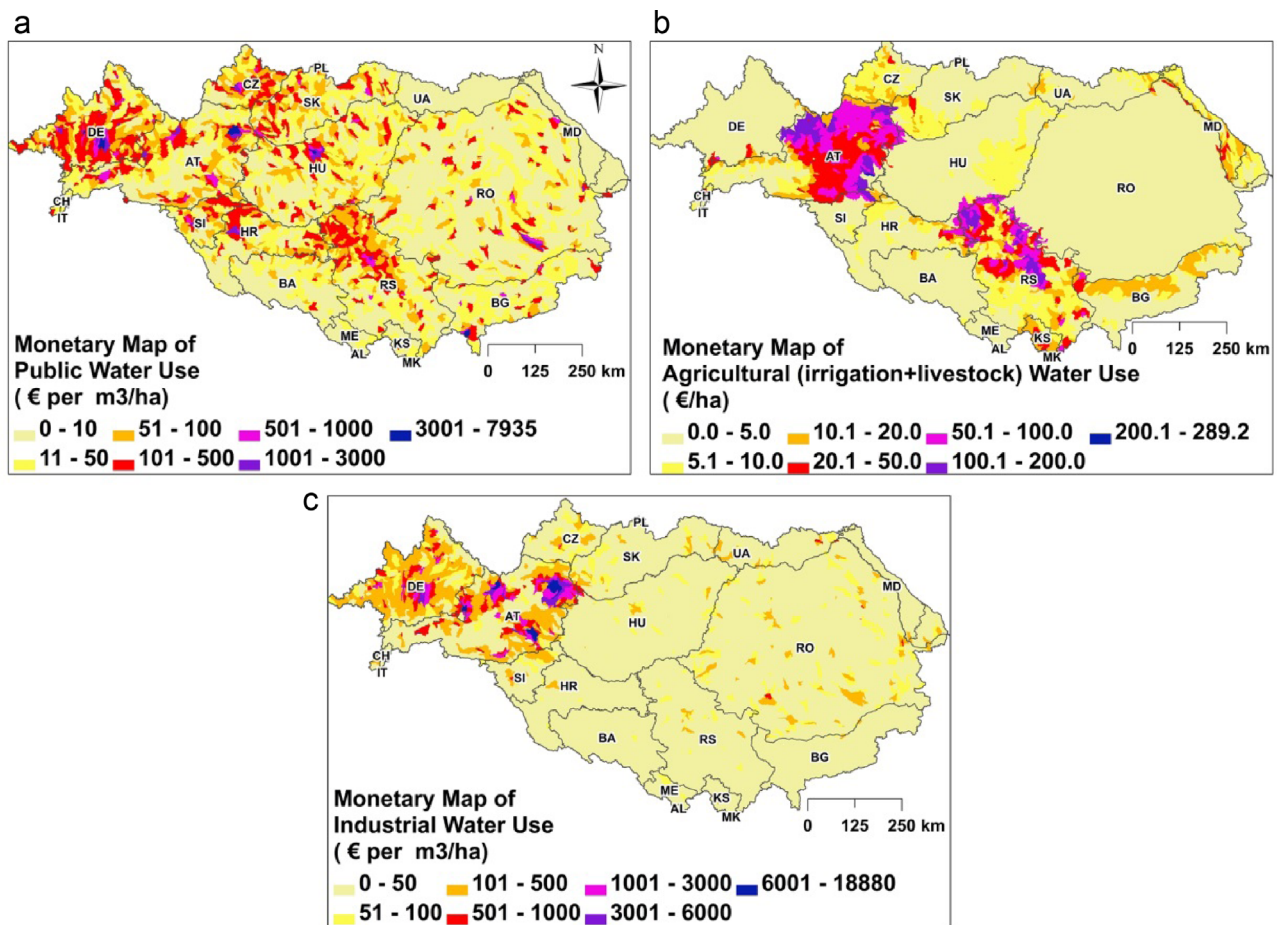 a
N
PL
CZ
SK
UA
DE
MD
AT
HU
RO
CH
IT
SI
HR
BA
RS
BG
ME
KS
AL
MK
Monetary Map of
Public Water Use
( € per m3/ha)
0 125 250 km
0 - 10 51 - 100 501 - 1000 3001 - 7935
11 - 50 101 - 500 1001 - 3000
b
PL
CZ
SK
UA
DE
MD
AT
HU
RO
CH
IT
SI
HR
BA
RS
BG
ME
KS
AL
MK
Monetary Map of
Agricultural (irrigation+livestock) Water Use
( €/ha)
0 125 250 km
0.0 - 5.0 10.1 - 20.0 50.1 - 100.0 200.1 - 289.2
5.1 - 10.0 20.1 - 50.0 100.1 - 200.0
c
PL
CZ
SK
UA
DE
MD
AT
HU
RO
CH
IT
SI
HR
BA
RS
BG
ME
KS
AL
MK
Monetary Map of
Industrial Water Use
( € per m3/ha)
0 125 250 km
0 - 50 101 - 500 1001 - 3000 6001 - 18880
51 - 100 501 - 1000 3001 - 6000